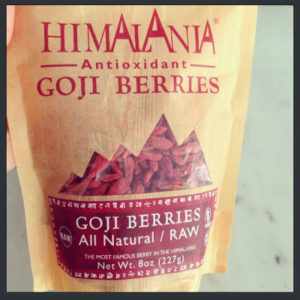 HIMALANIA®
Antioxidant
GOJI BERRIES
GOJI BERRIES
All Natural / RAW
RAW
THE MOST FAMOUS BERRY IN THE HIMALAYAS
Net Wt. 8oz (227g)